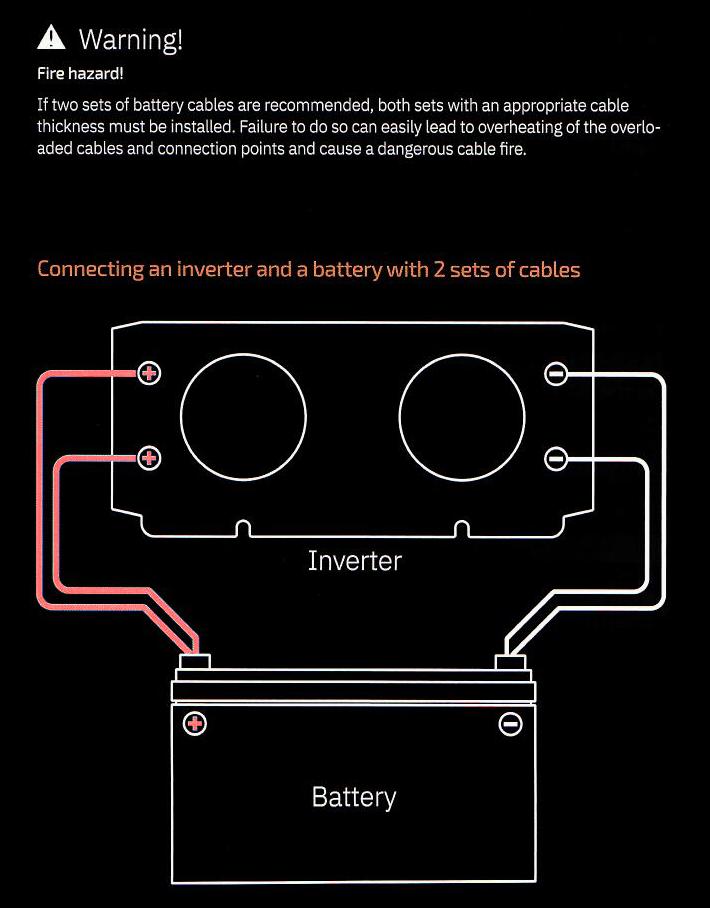 Warning!
Fire hazard!
If two sets of battery cables are recommended, both sets with an appropriate cable
thickness must be installed. Failure to do so can easily lead to overheating of the overlo-
aded cables and connection points and cause a dangerous cable fire.
Connecting an inverter and a battery with 2 sets of cables
Inverter
Battery